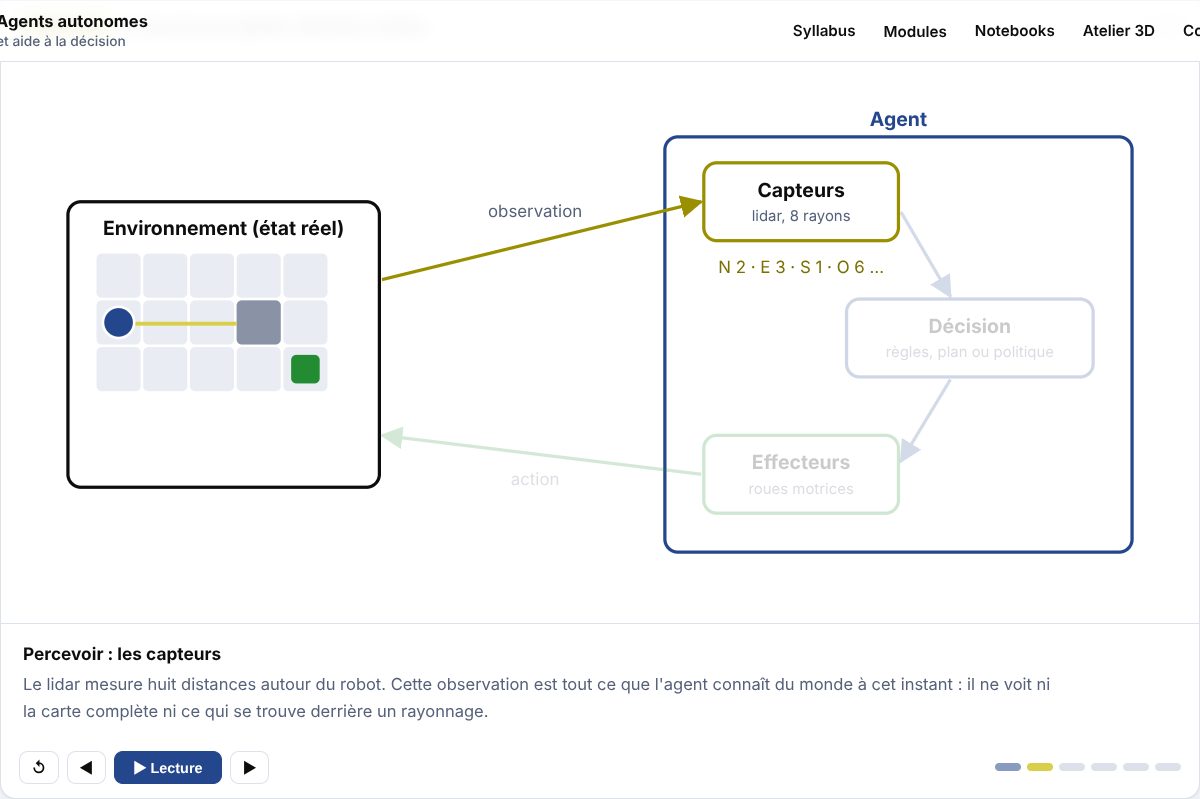 Agents autonomes
et aide à la décision
Syllabus
Modules
Notebooks
Atelier 3D
Agent
Capteurs
lidar, 8 rayons
observation
Environnement (état réel)
N 2 · E 3 · S 1 · O 6 ...
Décision
règles, plan ou politique
Effecteurs
roues motrices
action
Percevoir : les capteurs
Le lidar mesure huit distances autour du robot. Cette observation est tout ce que l'agent connaît du monde à cet instant : il ne voit ni
la carte complète ni ce qui se trouve derrière un rayonnage.
Lecture